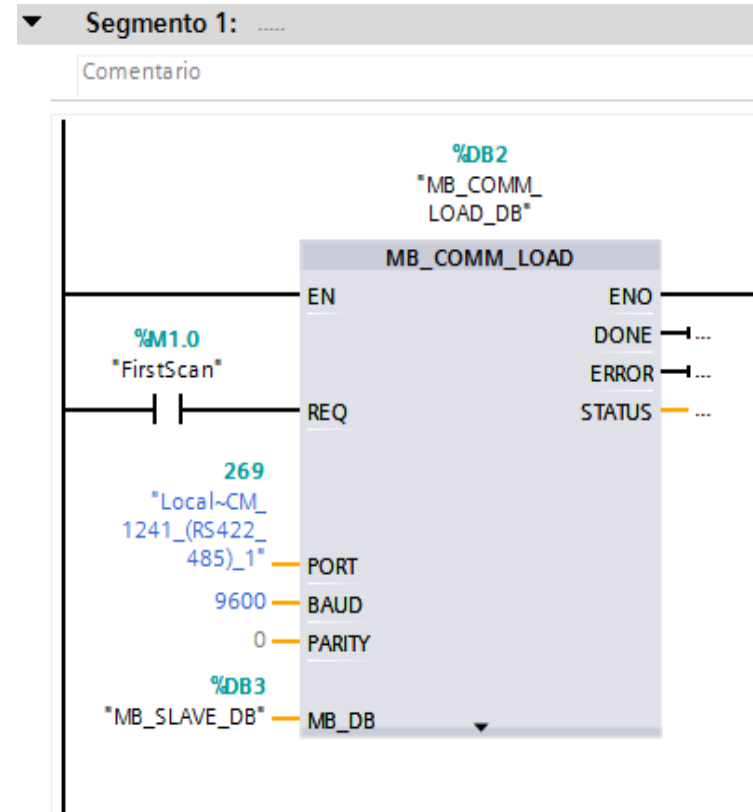 Segmento 1: .....
Comentario
%DB2
"MB_COMM_
LOAD_DB"
MB_COMM_LOAD
EN
ENO
%M1.0
"FirstScan"
DONE ...
ERROR ...
REQ
STATUS ...
269
"Local~CM_
1241_(RS422_
485)_1"
PORT
9600 BAUD
0 PARITY
%DB3
"MB_SLAVE_DB" MB_DB